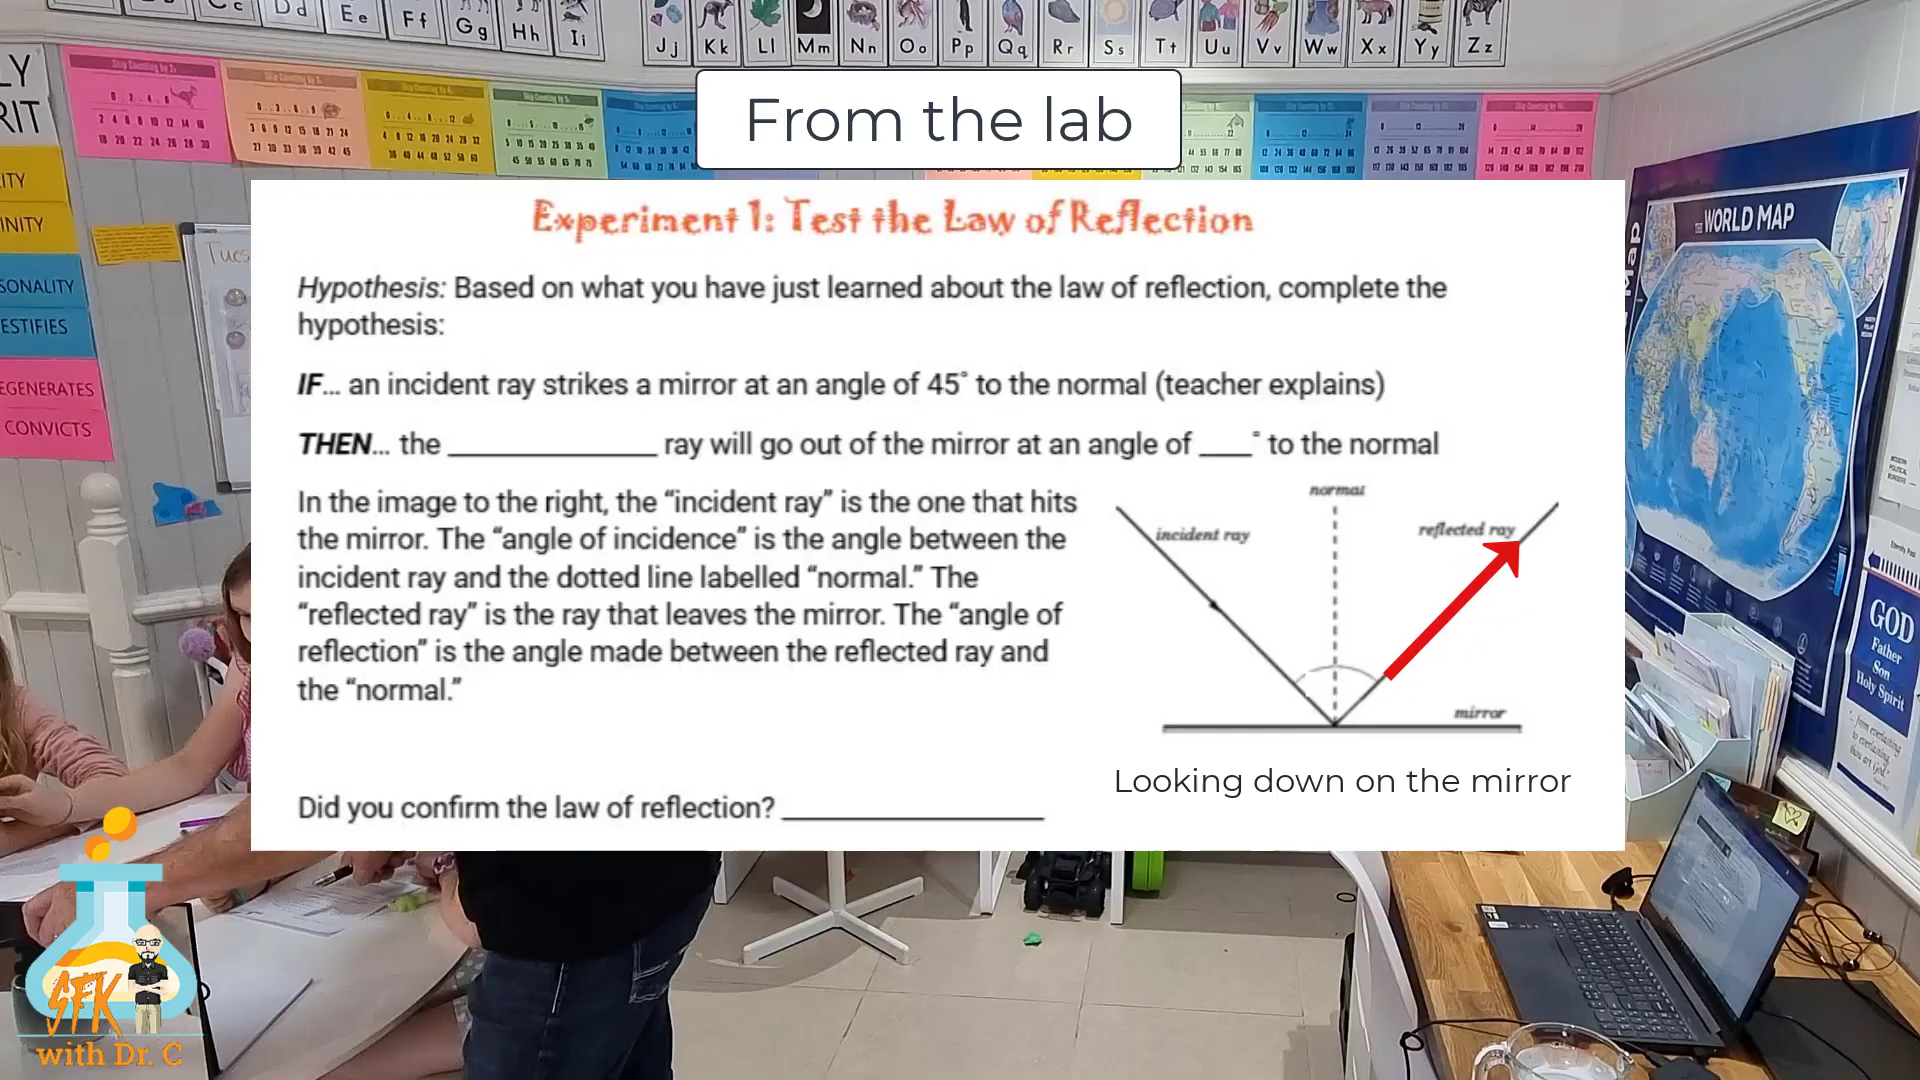 Cc Dd Ee Ff Gg Hh Ii Jj Kk Ll Mm Nn Oo Pp Qq Rr Ss Tt Uu Vv Ww Xx Yy Zz
From the lab
Experiment 1: Test the Law of Reflection
Hypothesis: Based on what you have just learned about the law of reflection, complete the
hypothesis:
IF... an incident ray strikes a mirror at an angle of 45° to the normal (teacher explains)
THEN... the ______________ ray will go out of the mirror at an angle of ___° to the normal
In the image to the right, the “incident ray” is the one that hits
the mirror. The “angle of incidence” is the angle between the
incident ray and the dotted line labelled “normal.” The
“reflected ray” is the ray that leaves the mirror. The “angle of
reflection” is the angle made between the reflected ray and
the “normal.”
normal
incident ray
reflected ray
mirror
Looking down on the mirror
Did you confirm the law of reflection? __________________
LY
RIT
ITY
INITY
SONALITY
ESTIFIES
EGENERATES
CONVICTS
Tues
THE WORLD MAP
Map
GOD
Father
Son
Holy Spirit
SFK
with Dr. C